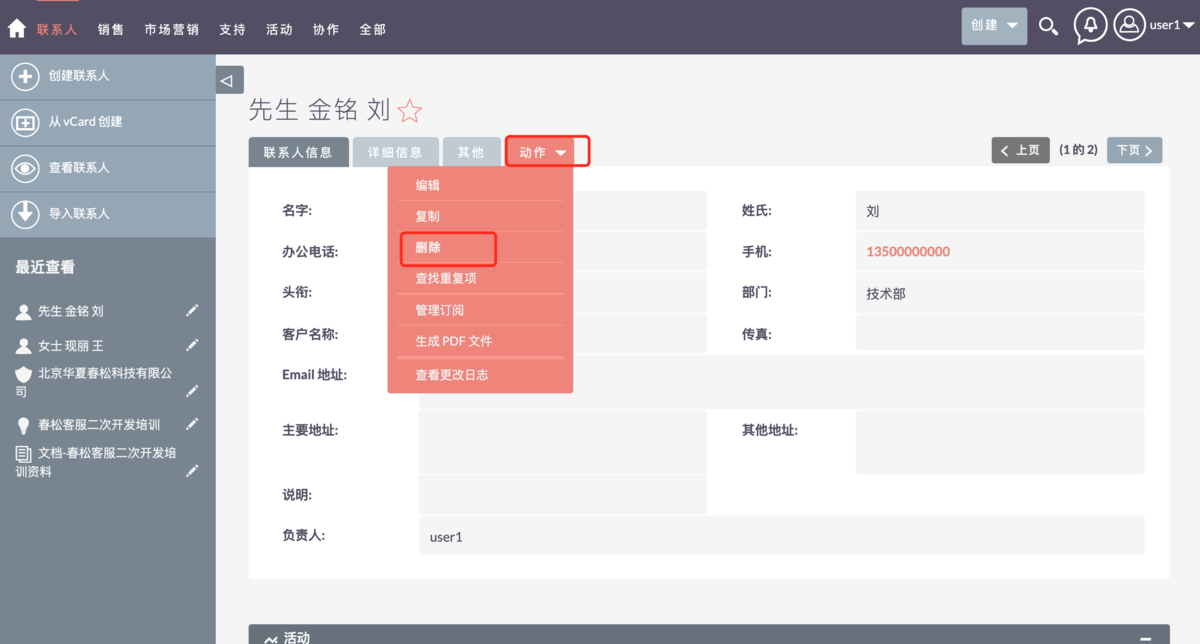 联系人 销售 市场营销 支持 活动 协作 全部 创建 user1
创建联系人
从 vCard 创建
查看联系人
导入联系人
最近查看
先生 金铭 刘
女士 现丽 王
北京华夏春松科技有限公
司
春松客服二次开发培训
文档-春松客服二次开发培
训资料
先生 金铭 刘
联系人信息 详细信息 其他 动作 上页 (1 的 2) 下页
编辑
复制
删除
查找重复项
管理订阅
生成 PDF 文件
查看更改日志
名字: 姓氏: 刘
办公电话: 手机: 13500000000
头衔: 部门: 技术部
客户名称: 传真:
Email 地址:
主要地址: 其他地址:
说明:
负责人: user1
活动